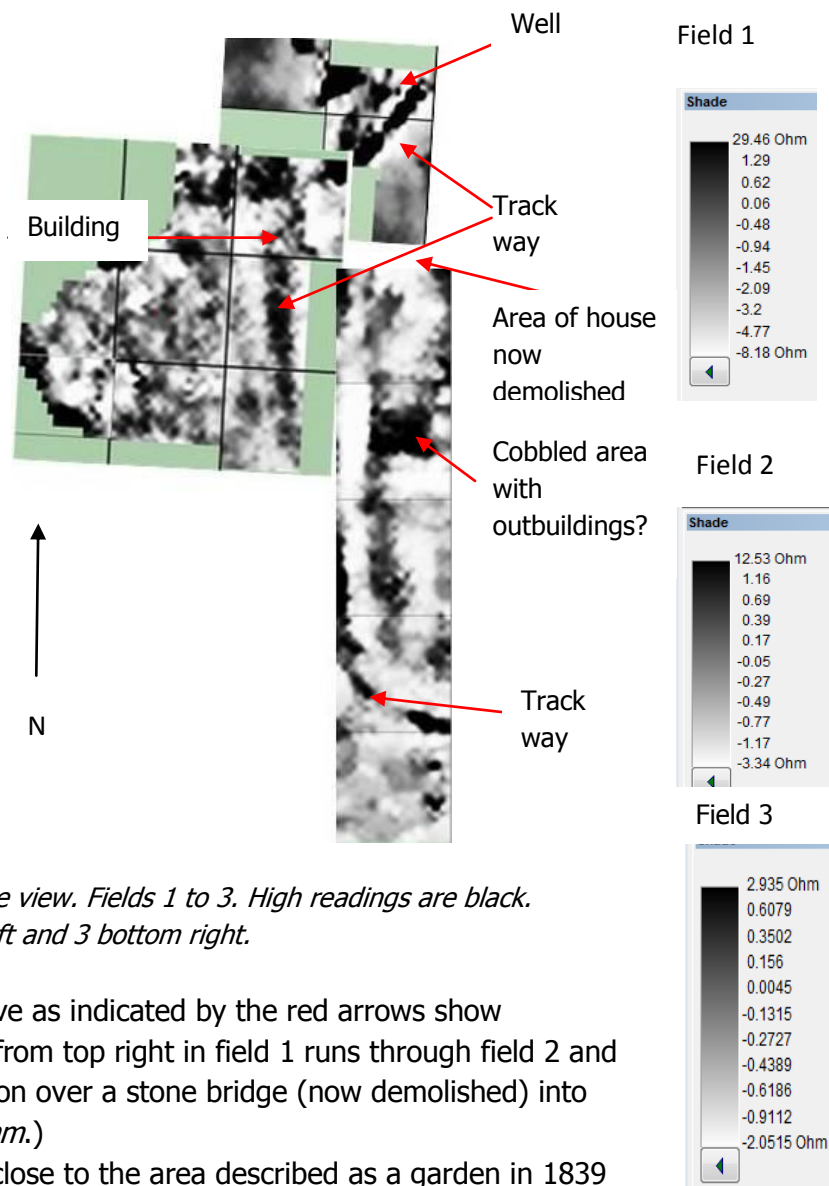 Well
Field 1
Shade
29.46 Ohm
1.29
0.62
0.06
-0.48
-0.94
-1.45
-2.09
-3.2
-4.77
-8.18 Ohm
Building
Track
way
Area of house
now
demolished
Cobbled area
with
outbuildings?
Field 2
Shade
12.53 Ohm
1.16
0.69
0.39
0.17
-0.05
-0.27
-0.49
-0.77
-1.17
-3.34 Ohm
N
Track
way
Field 3
2.935 Ohm
0.6079
0.3502
0.156
0.0045
-0.1315
-0.2727
-0.4389
-0.6186
-0.9112
-2.0515 Ohm
view. Fields 1 to 3. High readings are black.
and 3 bottom right.
as indicated by the red arrows show
from top right in field 1 runs through field 2 and
on over a stone bridge (now demolished) into
close to the area described as a garden in 1839